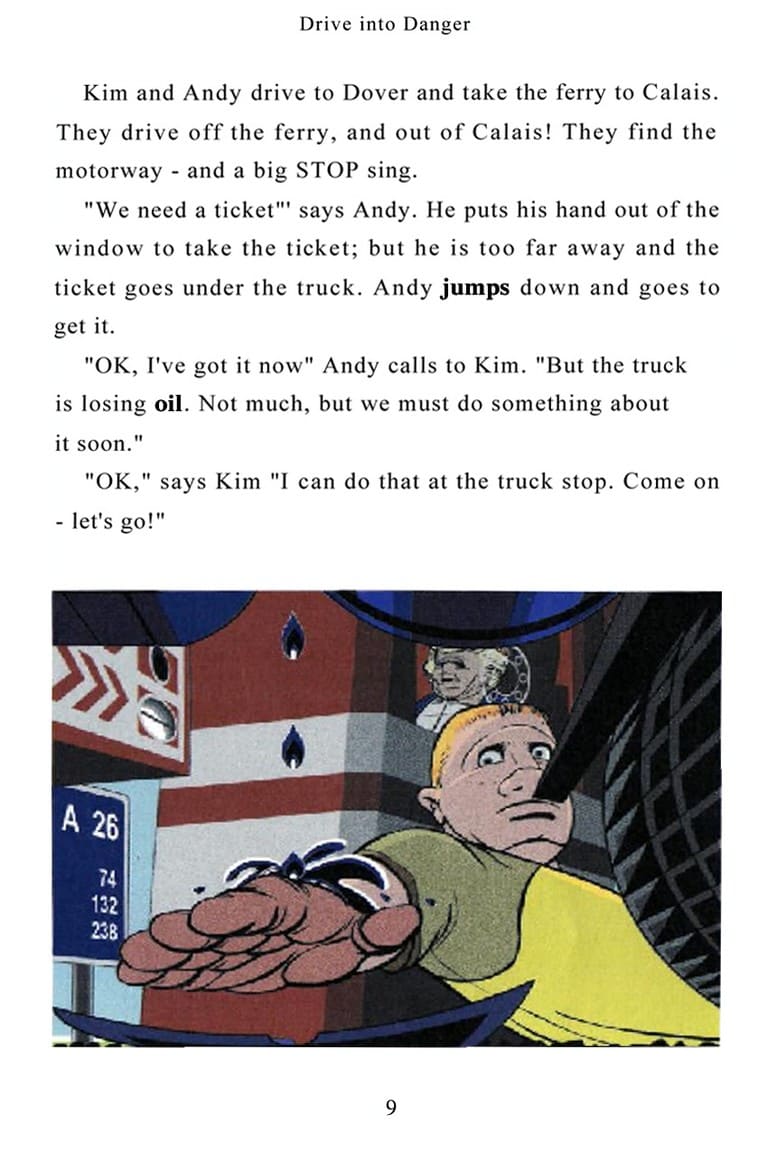 Drive into Danger
Kim and Andy drive to Dover and take the ferry to Calais.
They drive off the ferry, and out of Calais! They find the
motorway - and a big STOP sing.
"We need a ticket"' says Andy. He puts his hand out of the
window to take the ticket; but he is too far away and the
ticket goes under the truck. Andy jumps down and goes to
get it.
"OK, I've got it now" Andy calls to Kim. "But the truck
is losing oil. Not much, but we must do something about
it soon."
"OK," says Kim "I can do that at the truck stop. Come on
- let's go!"
A 26
74
132
238
9